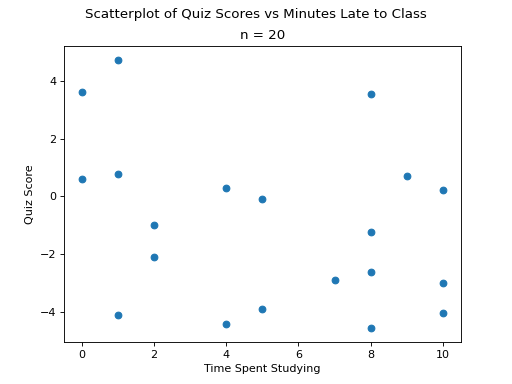 Scatterplot of Quiz Scores vs Minutes Late to Class
n = 20
4
2
0
−2
−4
Quiz Score
0 2 4 6 8 10
Time Spent Studying